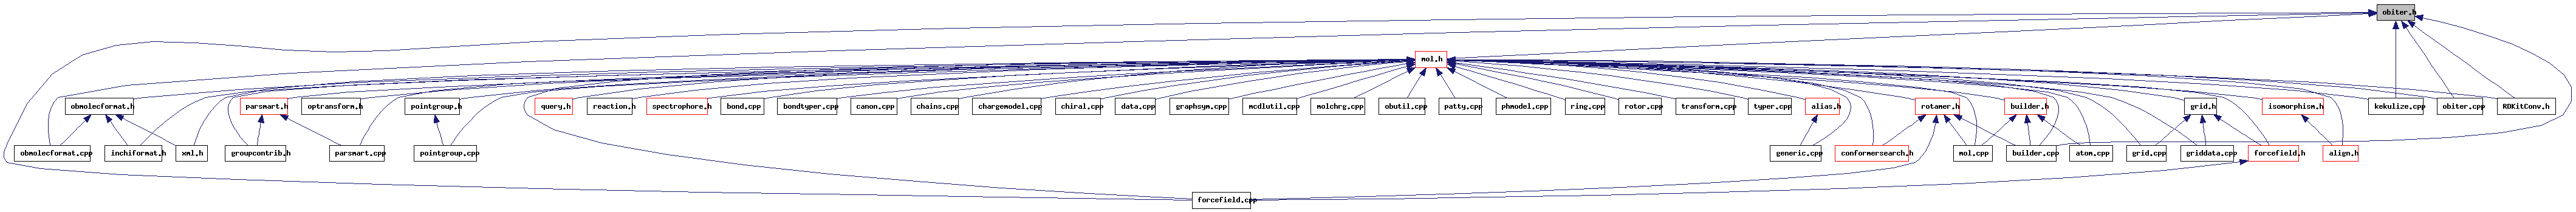 obiter.h
mol.h
obmolecformat.h
parsmart.h
optransform.h
pointgroup.h
query.h
reaction.h
spectrophore.h
bond.cpp
bondtyper.cpp
canon.cpp
chains.cpp
chargemodel.cpp
chiral.cpp
data.cpp
graphsym.cpp
mcdlutil.cpp
molchrg.cpp
obutil.cpp
patty.cpp
phmodel.cpp
ring.cpp
rotor.cpp
transform.cpp
typer.cpp
alias.h
rotamer.h
builder.h
grid.h
isomorphism.h
kekulize.cpp
obiter.cpp
RDKitConv.h
obmolecformat.cpp
inchiformat.h
xml.h
groupcontrib.h
parsmart.cpp
pointgroup.cpp
generic.cpp
conformersearch.h
mol.cpp
builder.cpp
atom.cpp
grid.cpp
griddata.cpp
forcefield.h
align.h
forcefield.cpp